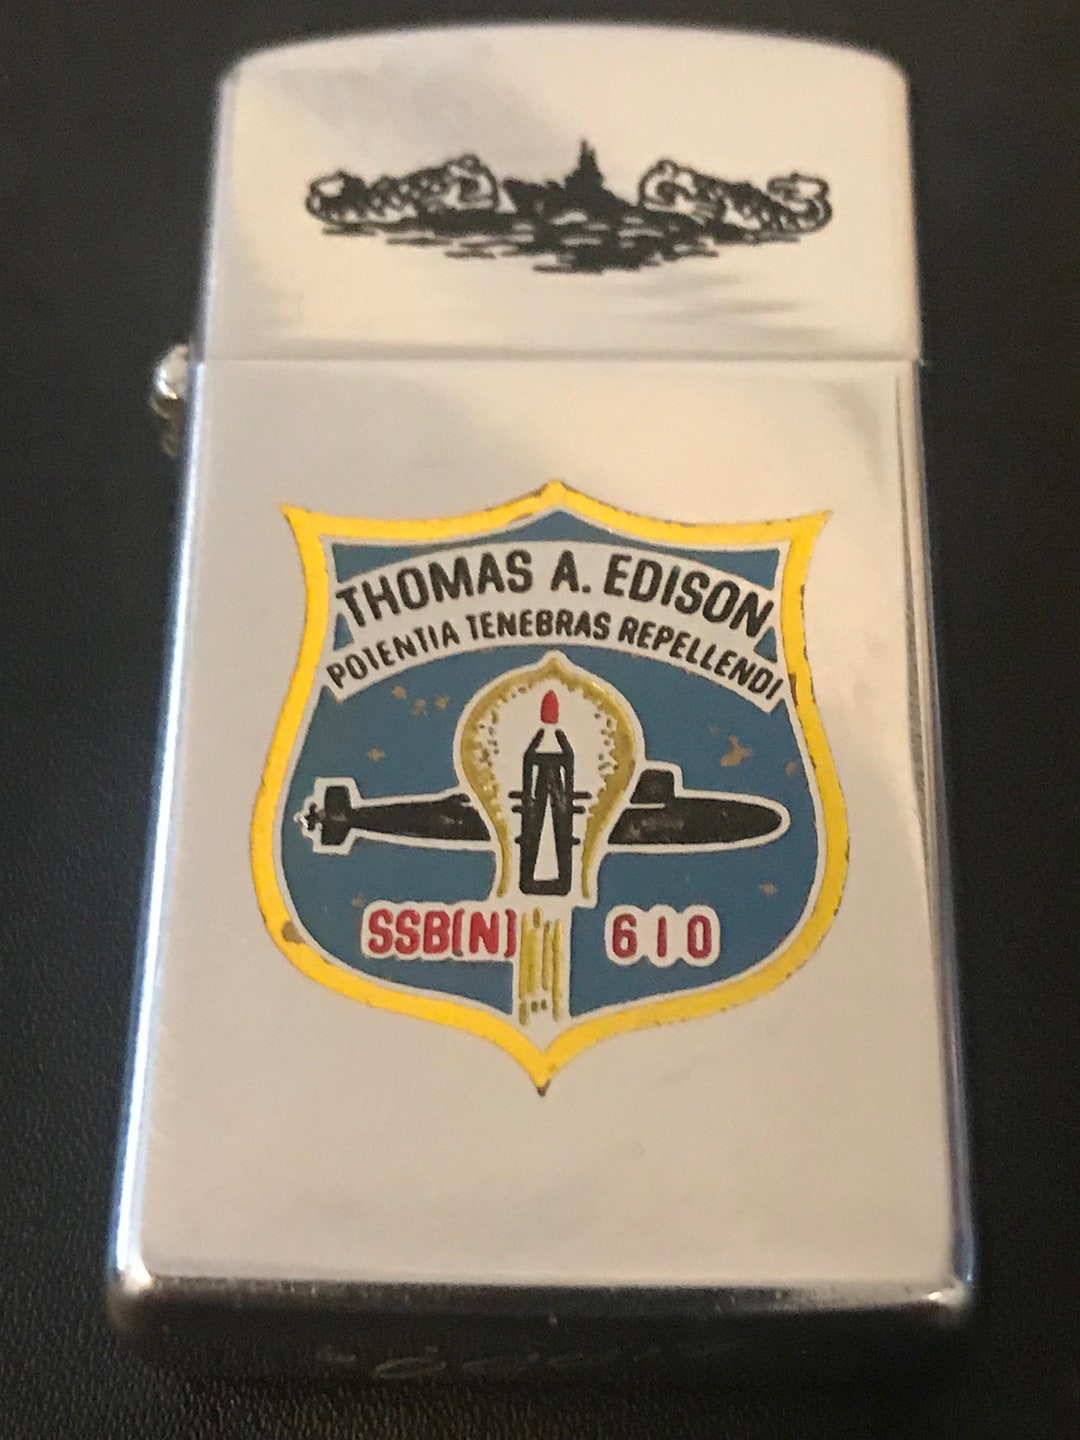 THOMAS A. EDISON
POTENTIA TENEBRAS REPELLENDI
SSB(N) 610